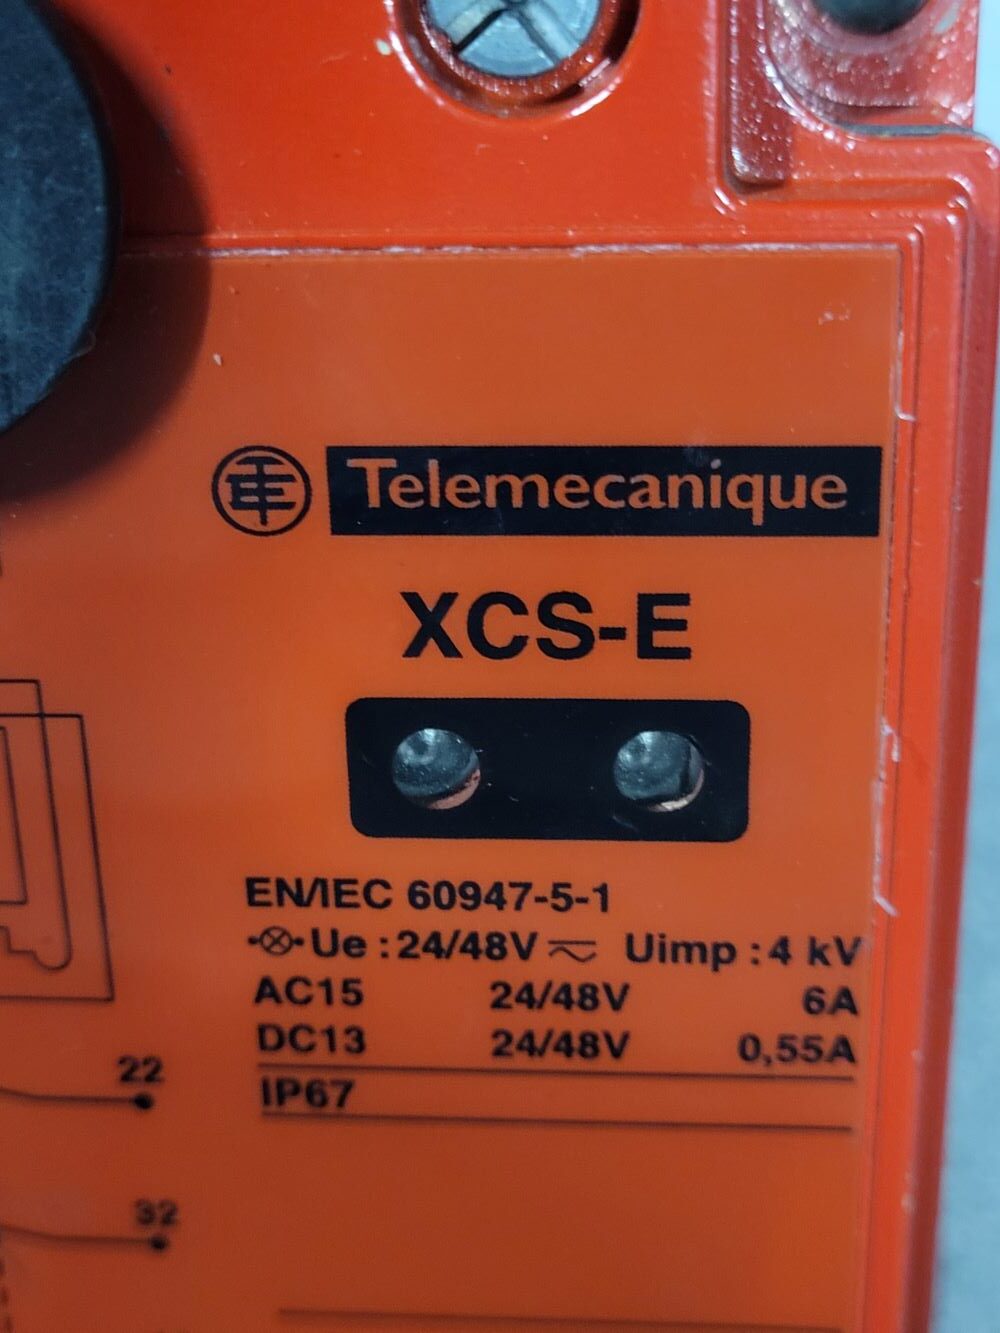 Telemecanique
XCS-E
EN/IEC 60947-5-1
Ue : 24/48V Uimp : 4 kV
AC15 24/48V 6A
DC13 24/48V 0,55A
22
IP67
32